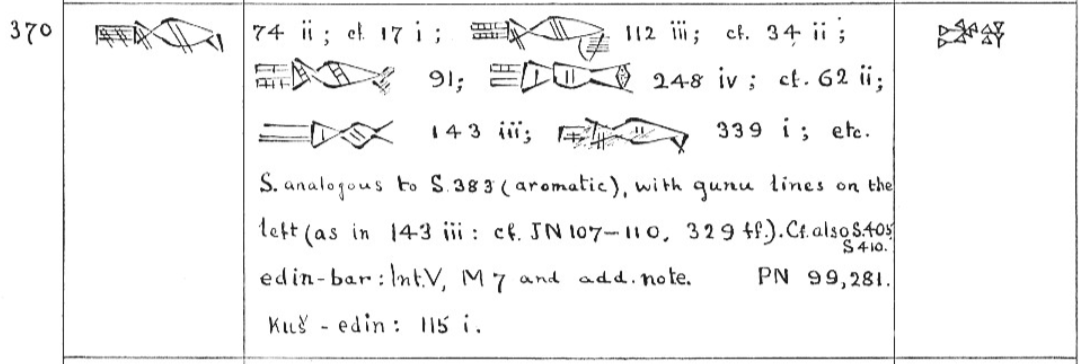 370
74 ii ; cf. 17 i ; 112 iii ; cf. 34 ii ;
91; 248 iv ; cf. 62 ii;
143 iii; 339 i ; etc.
S. analogous to S.383 (aromatic), with gunu lines on the
left (as in 143 iii : cf. JN 107-110, 329 ff.). Cf. also S.405
S 410.
edin-bar : Int.V, M 7 and add. note. PN 99, 281.
Kuš - edin : 115 i.